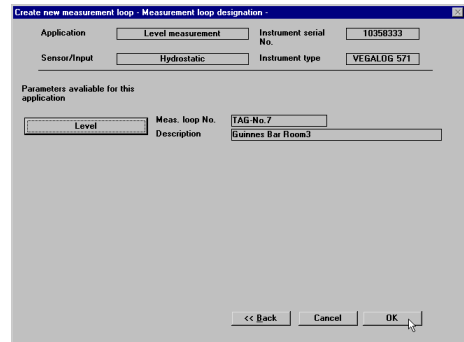 Create new measurement loop - Measurement loop designation -
Application Level measurement Instrument serial No. 10358333
Sensor/Input Hydrostatic Instrument type VEGALOG 571
Parameters avaliable for this
application
Level
Meas. loop No. TAG-No.7
Description Guinnes Bar Room3
<< Back Cancel OK